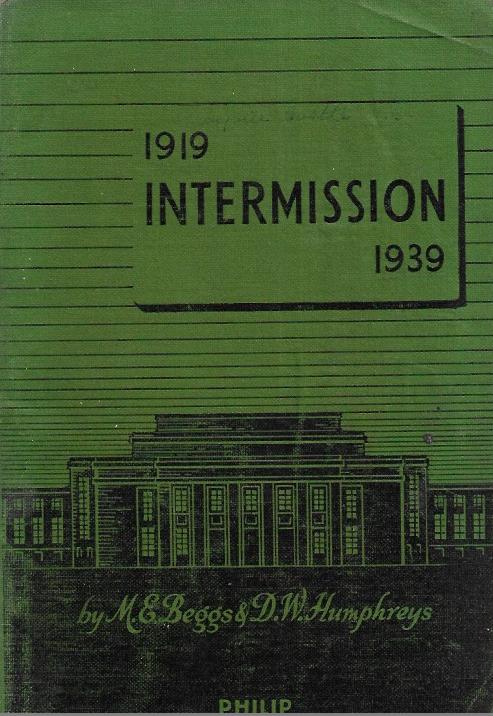 1919
INTERMISSION
1939
by M. E. Beggs & D. W. Humphreys
PHILIP